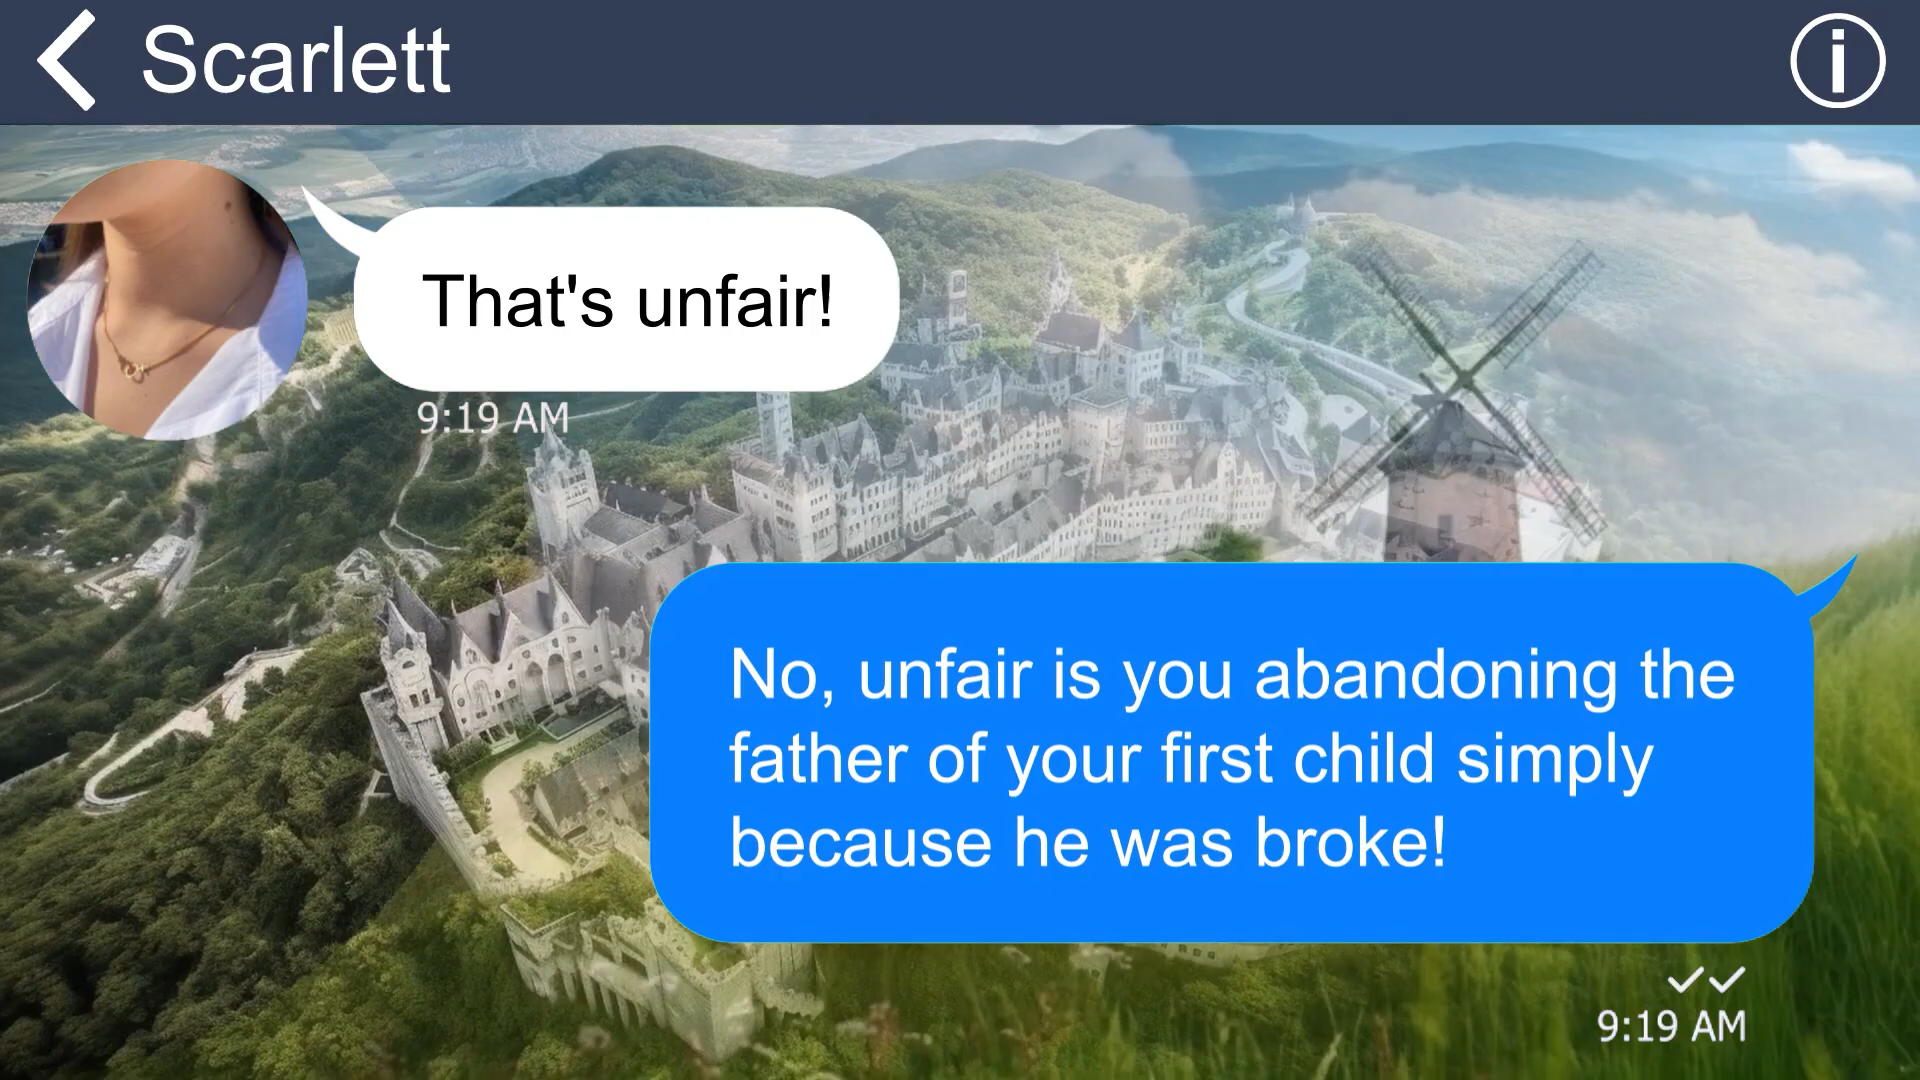 Scarlett
That's unfair!
9:19 AM
No, unfair is you abandoning the
father of your first child simply
because he was broke!
9:19 AM